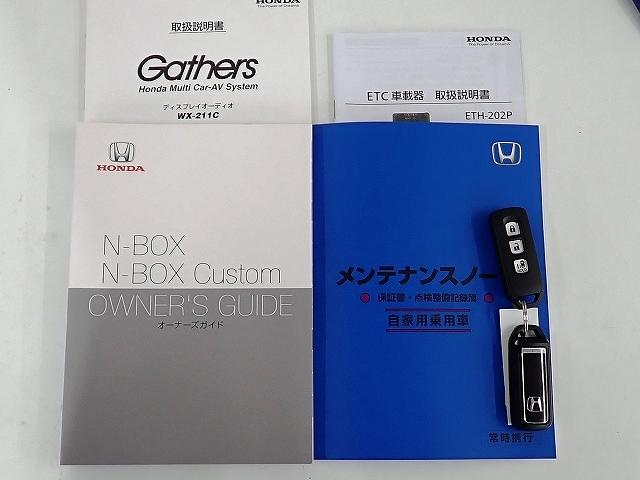 HONDA
The Power of Dreams
取扱説明書
Gathers
Honda Multi Car-AV System
ディスプレイオーディオ
WX-211C
HONDA
The Power of Dreams
ETC車載器 取扱説明書
ETH-202P
HONDA
N-BOX
N-BOX Custom
OWNER'S GUIDE
オーナーズガイド
メンテナンスノー
保証書・点検整備記録簿
自家用乗用車
常時携行